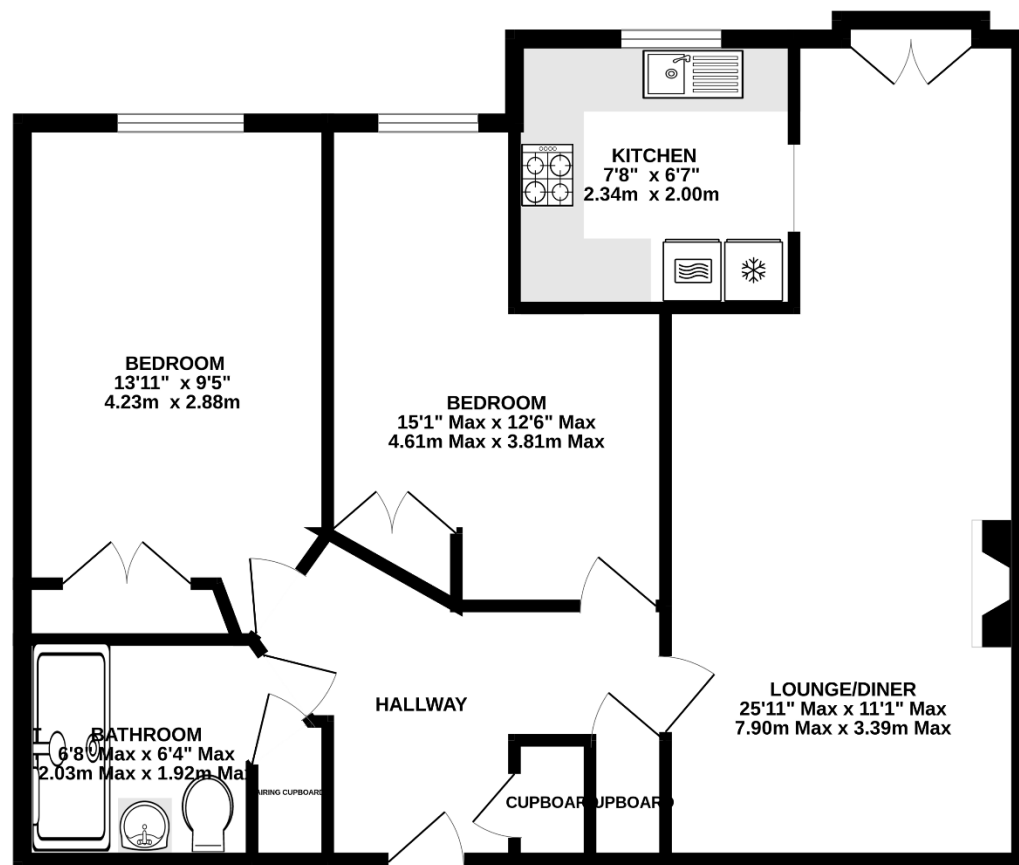 KITCHEN
7'8" x 6'7"
2.34m x 2.00m
BEDROOM
13'11" x 9'5"
4.23m x 2.88m
BEDROOM
15'1" Max x 12'6" Max
4.61m Max x 3.81m Max
HALLWAY
LOUNGE/DINER
25'11" Max x 11'1" Max
7.90m Max x 3.39m Max
BATHROOM
6'8" Max x 6'4" Max
2.03m Max x 1.92m Max
AIRING CUPBOARD
CUPBOARD
CUPBOARD